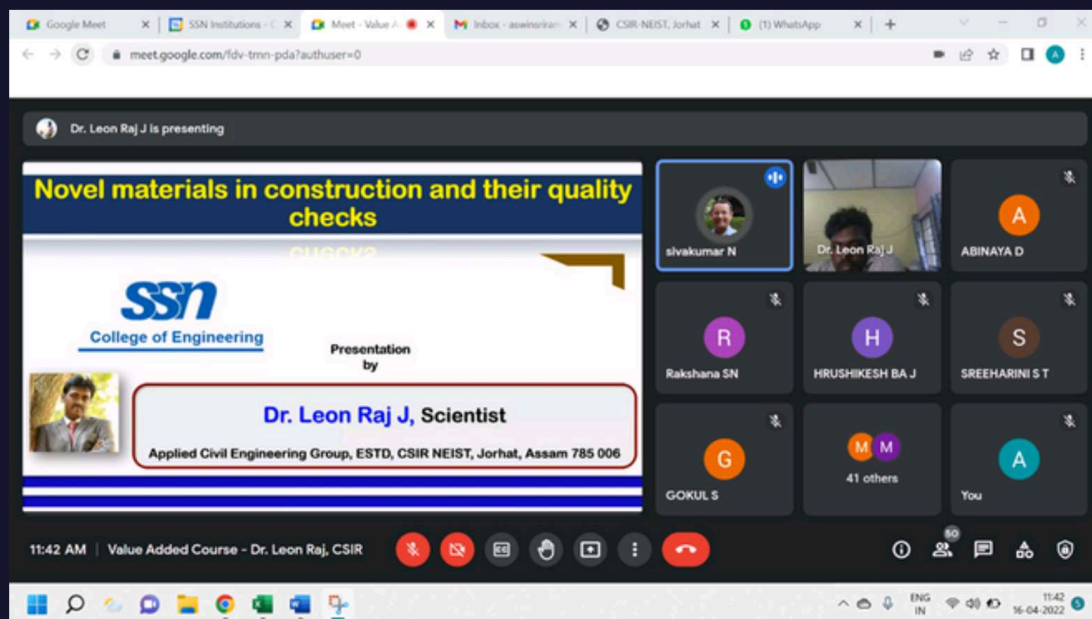 Google Meet
SSN Institutions - C
Meet - Value A
Inbox - aswinsriram
CSIR-NEIST, Jorhat
(1) WhatsApp
meet.google.com/fdv-tmn-pda?authuser=0
A
Dr. Leon Raj J is presenting
Novel materials in construction and their quality
checks
ssn
College of Engineering
Presentation
by
Dr. Leon Raj J, Scientist
Applied Civil Engineering Group, ESTD, CSIR NEIST, Jorhat, Assam 785 006
sivakumar N
Dr. Leon Raj J
A
ABINAYA D
R
Rakshana SN
H
HRUSHIKESH BA J
S
SREEHARINI S T
G
GOKUL S
M M
41 others
A
You
11:42 AM | Value Added Course - Dr. Leon Raj, CSIR
CC
50
ENG
IN
11:42
16-04-2022
5